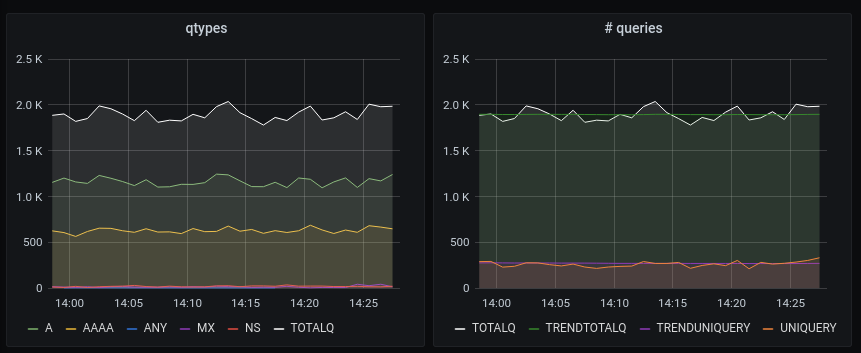 qtypes
2.5 K
2.0 K
1.5 K
1.0 K
500
0
14:00 14:05 14:10 14:15 14:20 14:25
A AAAA ANY MX NS TOTALQ
# queries
2.5 K
2.0 K
1.5 K
1.0 K
500
0
14:00 14:05 14:10 14:15 14:20 14:25
TOTALQ TRENDTOTALQ TRENDUNIQUERY UNIQUERY